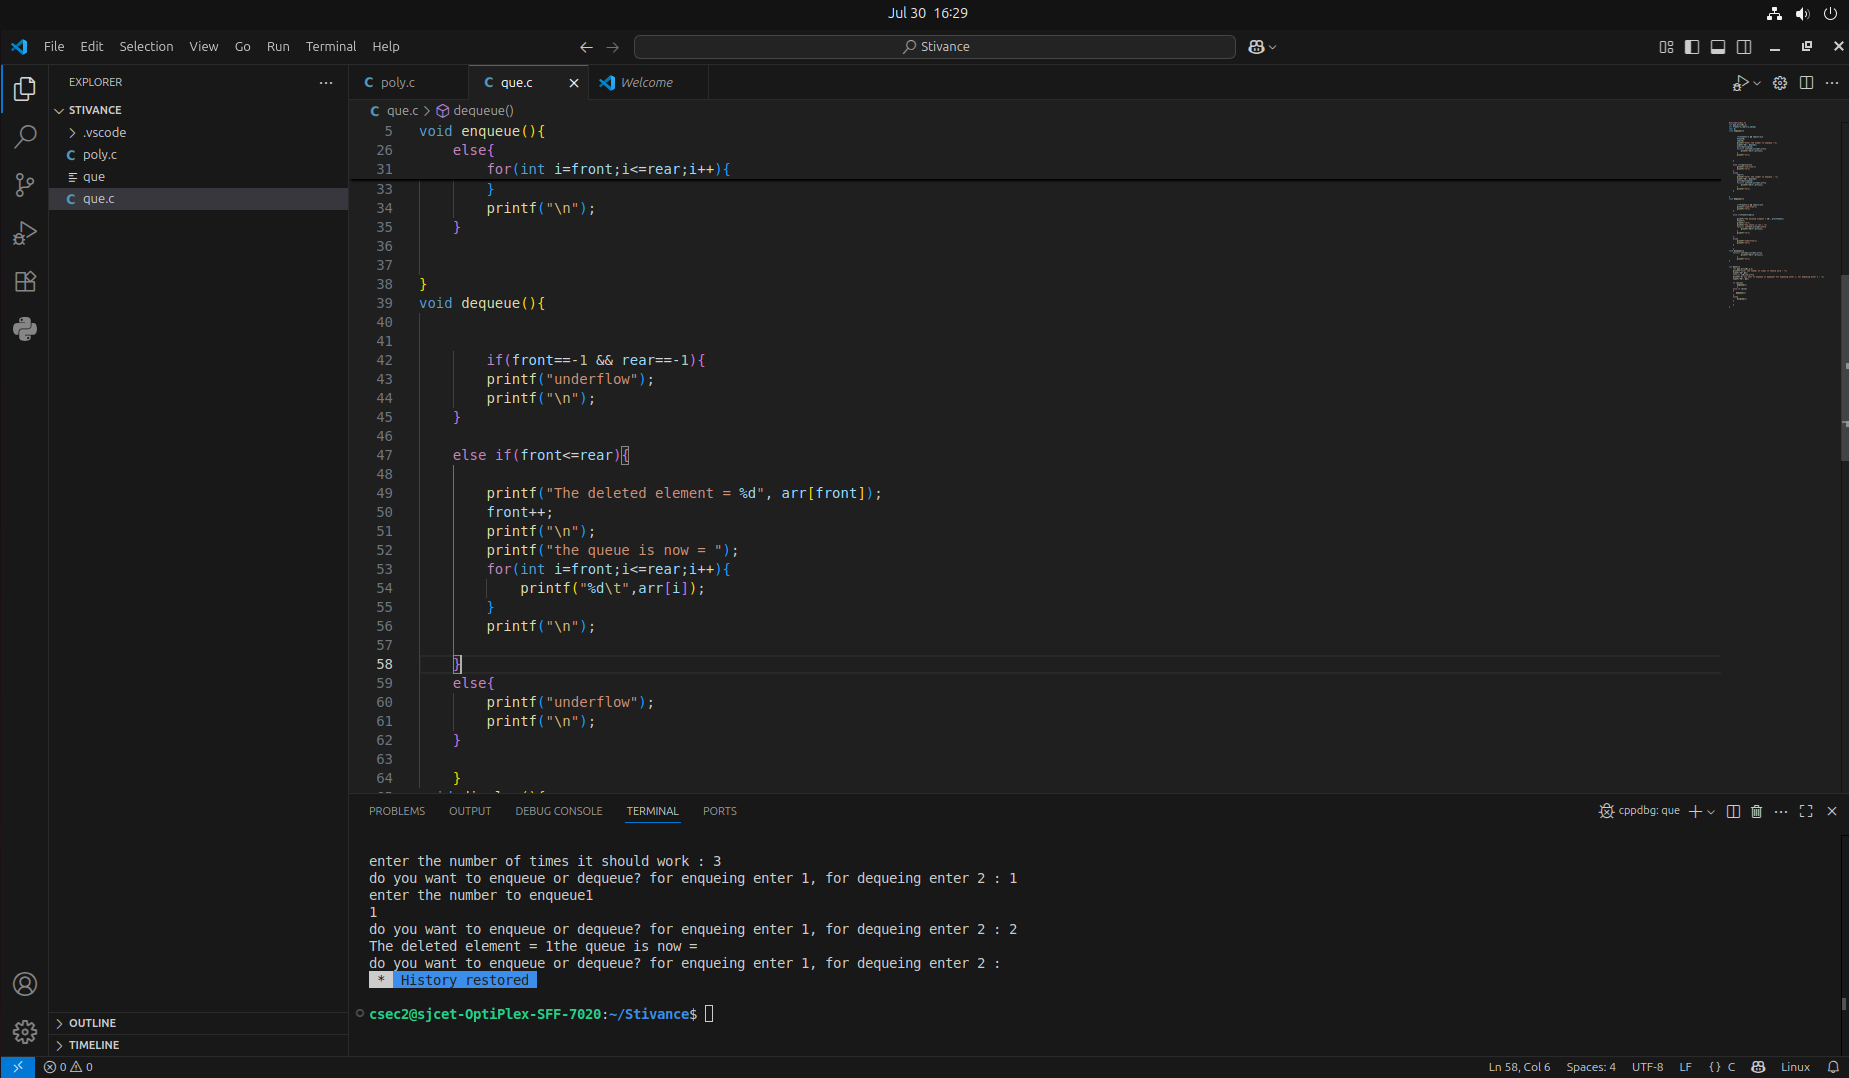 Jul 30 16:29
File Edit Selection View Go Run Terminal Help
Stivance
EXPLORER
STIVANCE
.vscode
C poly.c
que
C que.c
C poly.c
C que.c
Welcome
C que.c > dequeue()
5 void enqueue(){
26 else{
31 for(int i=front;i<=rear;i++){
33 }
34 printf("\n");
35 }
36
37
38 }
39 void dequeue(){
40
41
42 if(front==-1 && rear==-1){
43 printf("underflow");
44 printf("\n");
45 }
46
47 else if(front<=rear){
48
49 printf("The deleted element = %d", arr[front]);
50 front++;
51 printf("\n");
52 printf("the queue is now = ");
53 for(int i=front;i<=rear;i++){
54 printf("%d\t",arr[i]);
55 }
56 printf("\n");
57
58 }
59 else{
60 printf("underflow");
61 printf("\n");
62 }
63
64 }
PROBLEMS OUTPUT DEBUG CONSOLE TERMINAL PORTS
cppdbg: que
enter the number of times it should work : 3
do you want to enqueue or dequeue? for enqueing enter 1, for dequeing enter 2 : 1
enter the number to enqueue1
1
do you want to enqueue or dequeue? for enqueing enter 1, for dequeing enter 2 : 2
The deleted element = 1the queue is now =
do you want to enqueue or dequeue? for enqueing enter 1, for dequeing enter 2 :
* History restored
csec2@sjcet-OptiPlex-SFF-7020:~/Stivance$
OUTLINE
TIMELINE
0 0
Ln 58, Col 6 Spaces: 4 UTF-8 LF {} C Linux